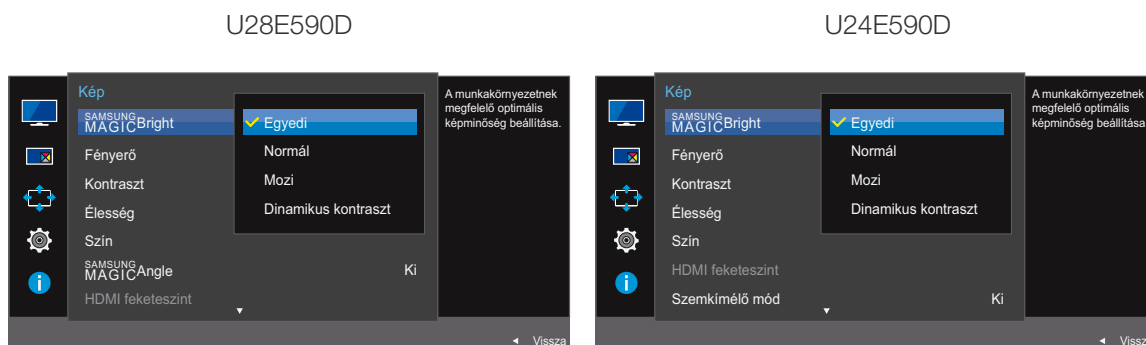 U28E590D
Kép
SAMSUNG
MAGICBright
Fényerő
Kontraszt
Élesség
Szín
SAMSUNG
MAGICAngle Ki
HDMI feketeszint
Egyedi
Normál
Mozi
Dinamikus kontraszt
A munkakörnyezetnek
megfelelő optimális
képminőség beállítása.
Vissza
U24E590D
Kép
SAMSUNG
MAGICBright
Fényerő
Kontraszt
Élesség
Szín
HDMI feketeszint
Szemkímélő mód Ki
Egyedi
Normál
Mozi
Dinamikus kontraszt
A munkakörnyezetnek
megfelelő optimális
képminőség beállítása
Vissz